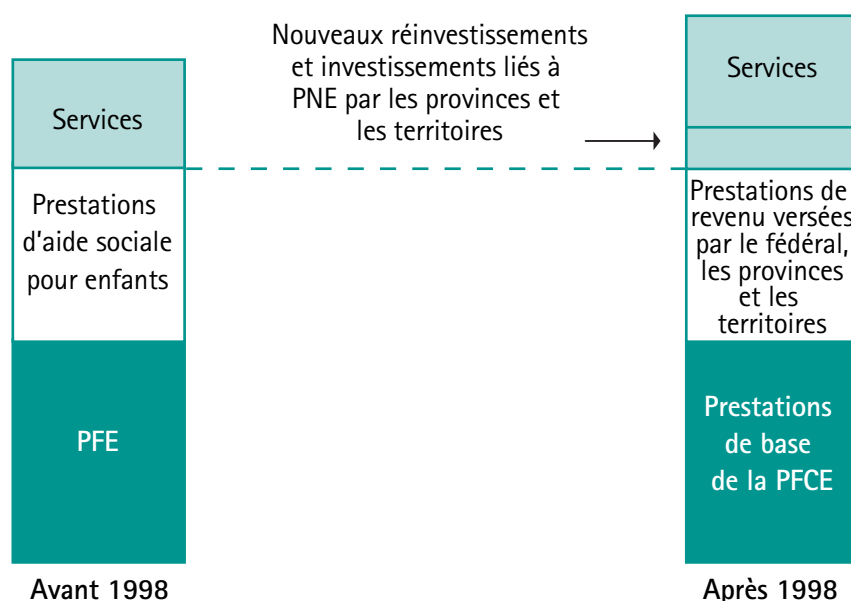 Nouveaux réinvestissements
et investissements liés à
PNE par les provinces et
les territoires
Services
Prestations
d'aide sociale
pour enfants
PFE
Avant 1998
Services
Prestations de
revenu versées
par le fédéral,
les provinces
et les
territoires
Prestations
de base
de la PFCE
Après 1998